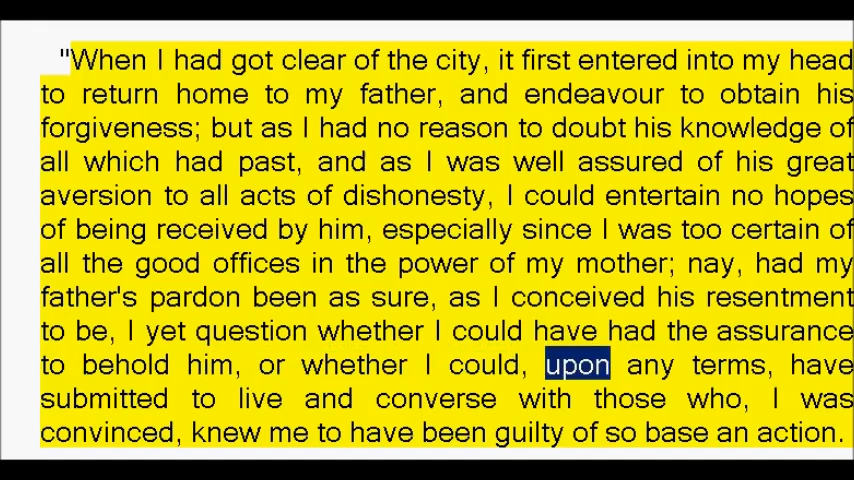 "When I had got clear of the city, it first entered into my head
to return home to my father, and endeavour to obtain his
forgiveness; but as I had no reason to doubt his knowledge of
all which had past, and as I was well assured of his great
aversion to all acts of dishonesty, I could entertain no hopes
of being received by him, especially since I was too certain of
all the good offices in the power of my mother; nay, had my
father's pardon been as sure, as I conceived his resentment
to be, I yet question whether I could have had the assurance
to behold him, or whether I could, upon any terms, have
submitted to live and converse with those who, I was
convinced, knew me to have been guilty of so base an action.